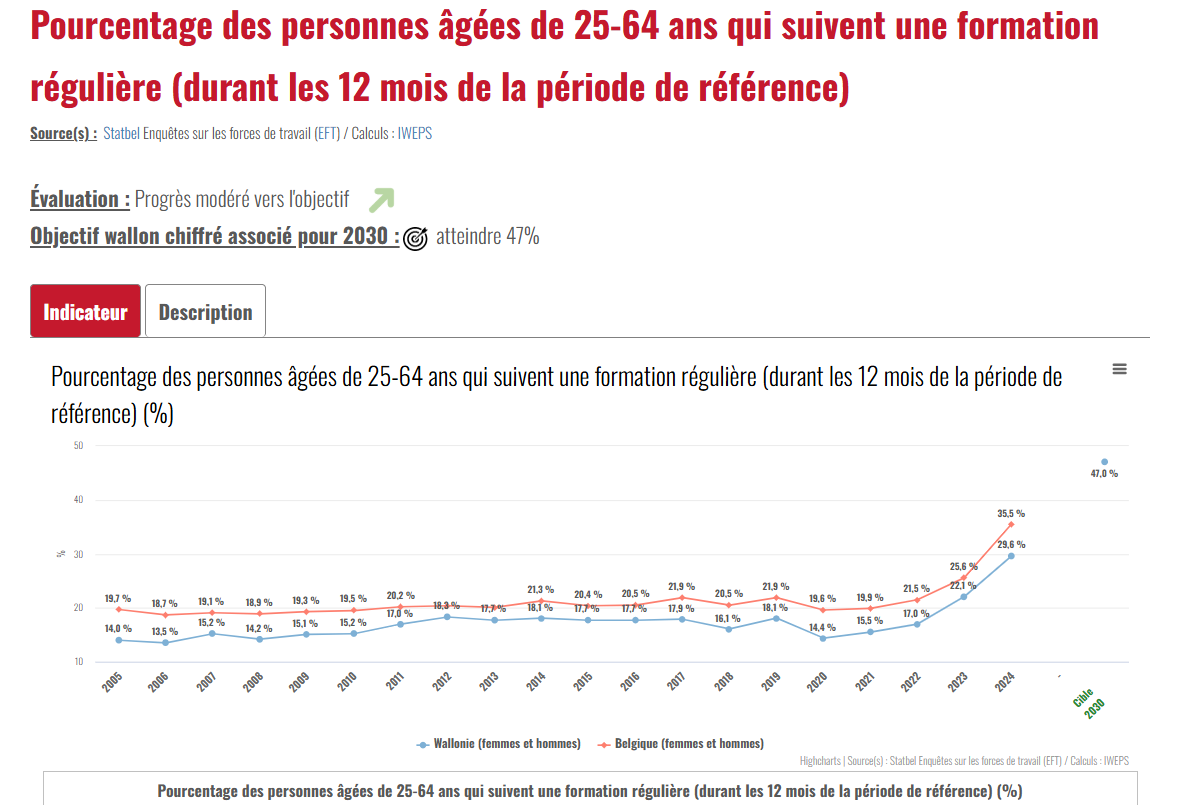 Pourcentage des personnes âgées de 25-64 ans qui suivent une formation
régulière (durant les 12 mois de la période de référence)
Source(s) : Statbel Enquêtes sur les forces de travail (EFT) / Calculs : IWEPS
Évaluation : Progrès modéré vers l'objectif
Objectif wallon chiffré associé pour 2030 : atteindre 47%
Indicateur Description
Pourcentage des personnes âgées de 25-64 ans qui suivent une formation régulière (durant les 12 mois de la période de
référence) (%)
50
47,0 %
40
35,5 %
%
30
29,6 %
25,6 %
22,1 %
20
19,7 % 18,7 % 19,1 % 18,9 % 19,3 % 19,5 % 20,2 % 21,3 % 20,4 % 20,5 % 21,9 % 20,5 % 21,9 % 19,6 % 19,9 % 21,5 %
14,0 % 13,5 % 15,2 % 14,2 % 15,1 % 15,2 % 17,0 % 18,3 % 17,7 % 18,1 % 17,7 % 17,7 % 17,9 % 16,1 % 18,1 % 14,4 % 15,5 % 17,0 %
10
2005 2006 2007 2008 2009 2010 2011 2012 2013 2014 2015 2016 2017 2018 2019 2020 2021 2022 2023 2024 -
Cible
2030
Wallonie (femmes et hommes) Belgique (femmes et hommes)
Highcharts | Source(s) : Statbel Enquêtes sur les forces de travail (EFT) / Calculs : IWEPS
Pourcentage des personnes âgées de 25-64 ans qui suivent une formation régulière (durant les 12 mois de la période de référence) (%)